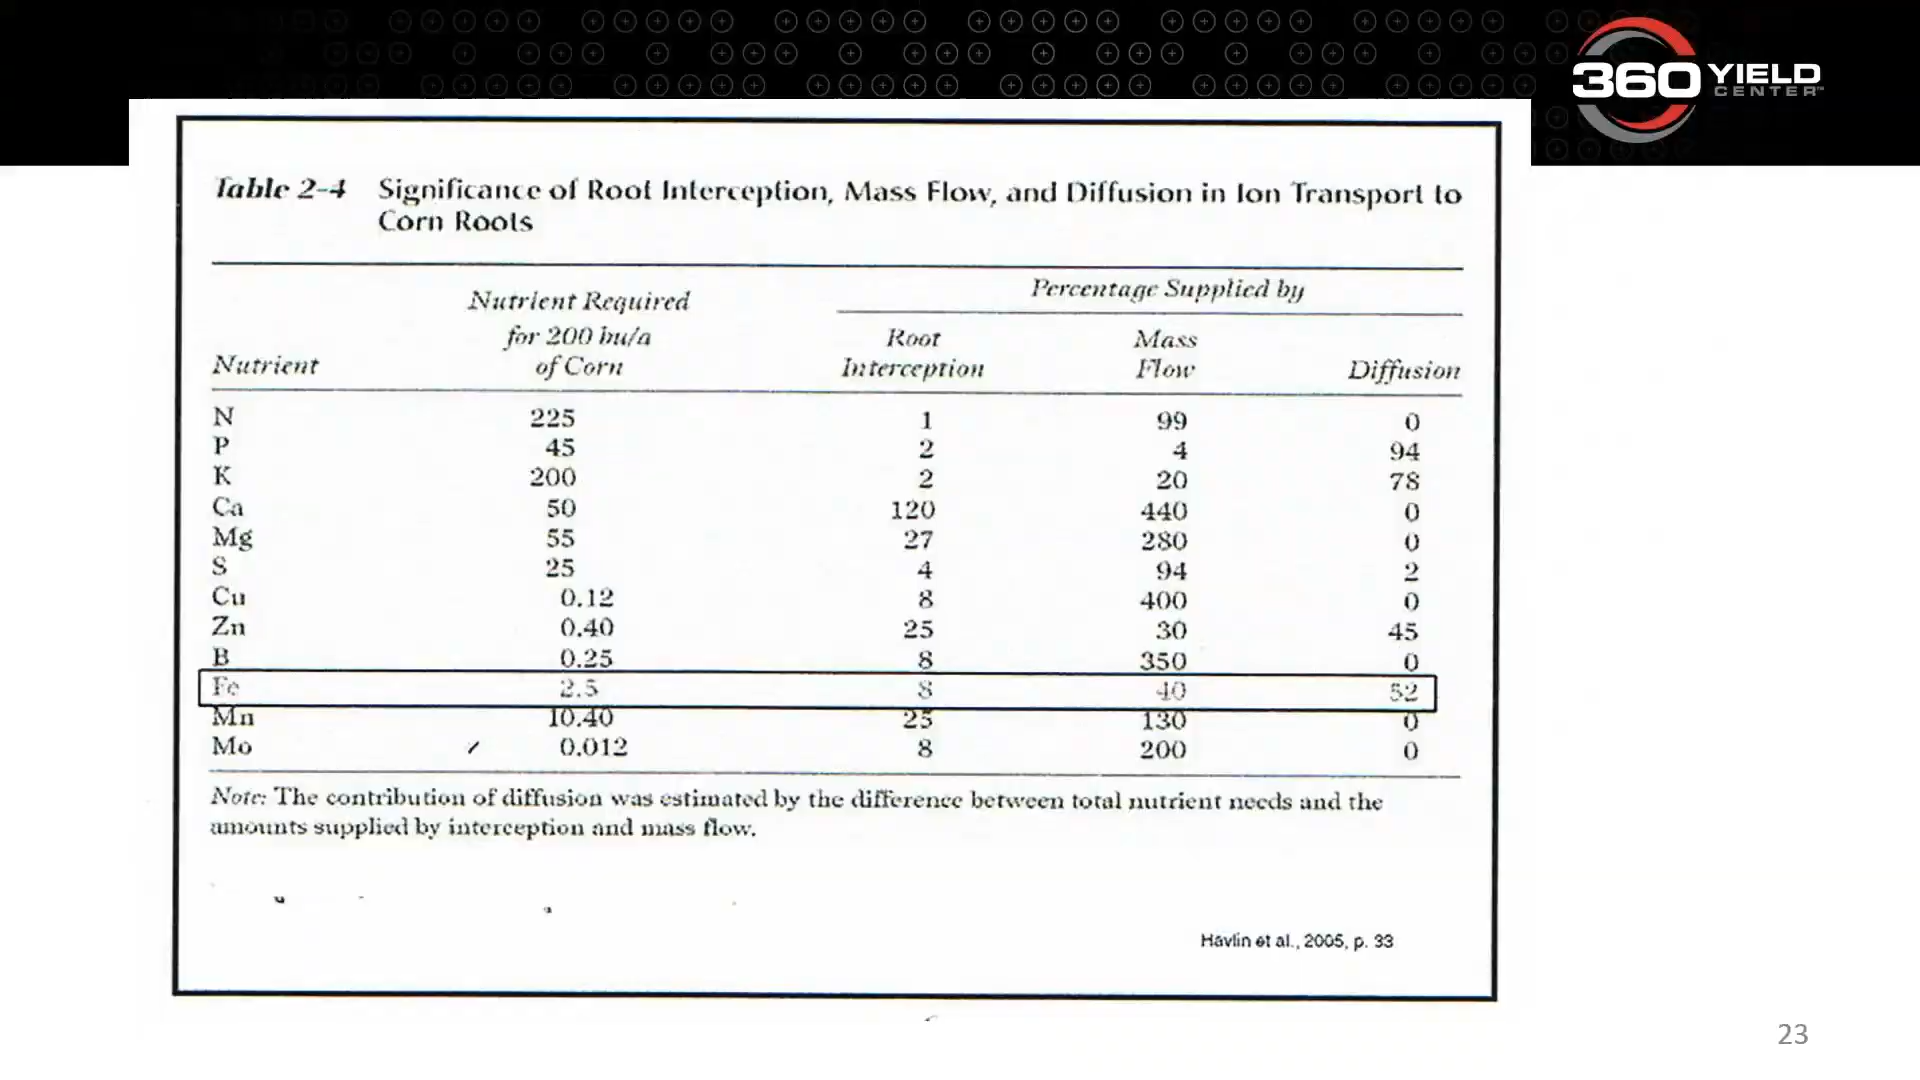 360 YIELD
CENTER™
Table 2-4 Significance of Root Interception, Mass Flow, and Diffusion in Ion Transport to
Corn Roots
Percentage Supplied by
Nutrient Required
for 200 bu/a Root Mass
Nutrient of Corn Interception Flow Diffusion
N 225 1 99 0
P 45 2 4 94
K 200 2 20 78
Ca 50 120 440 0
Mg 55 27 280 0
S 25 4 94 2
Cu 0.12 8 400 0
Zn 0.40 25 30 45
B 0.25 8 350 0
Fe 2.5 8 40 52
Mn 10.40 25 130 0
Mo 0.012 8 200 0
Note: The contribution of diffusion was estimated by the difference between total nutrient needs and the
amounts supplied by interception and mass flow.
Havlin et al., 2005, p. 33
23